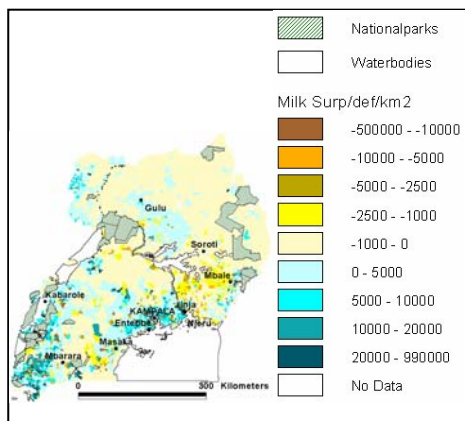 Nationalparks
Waterbodies
Milk Surp/def/km2
-500000 - -10000
-10000 - -5000
-5000 - -2500
-2500 - -1000
-1000 - 0
0 - 5000
5000 - 10000
10000 - 20000
20000 - 990000
No Data
Gulu
Soroti
Mbale
Kabarole
KAMPALA
Jinja
Entebbe
Njeru
Masaka
Mbarara
0 300 Kilometers